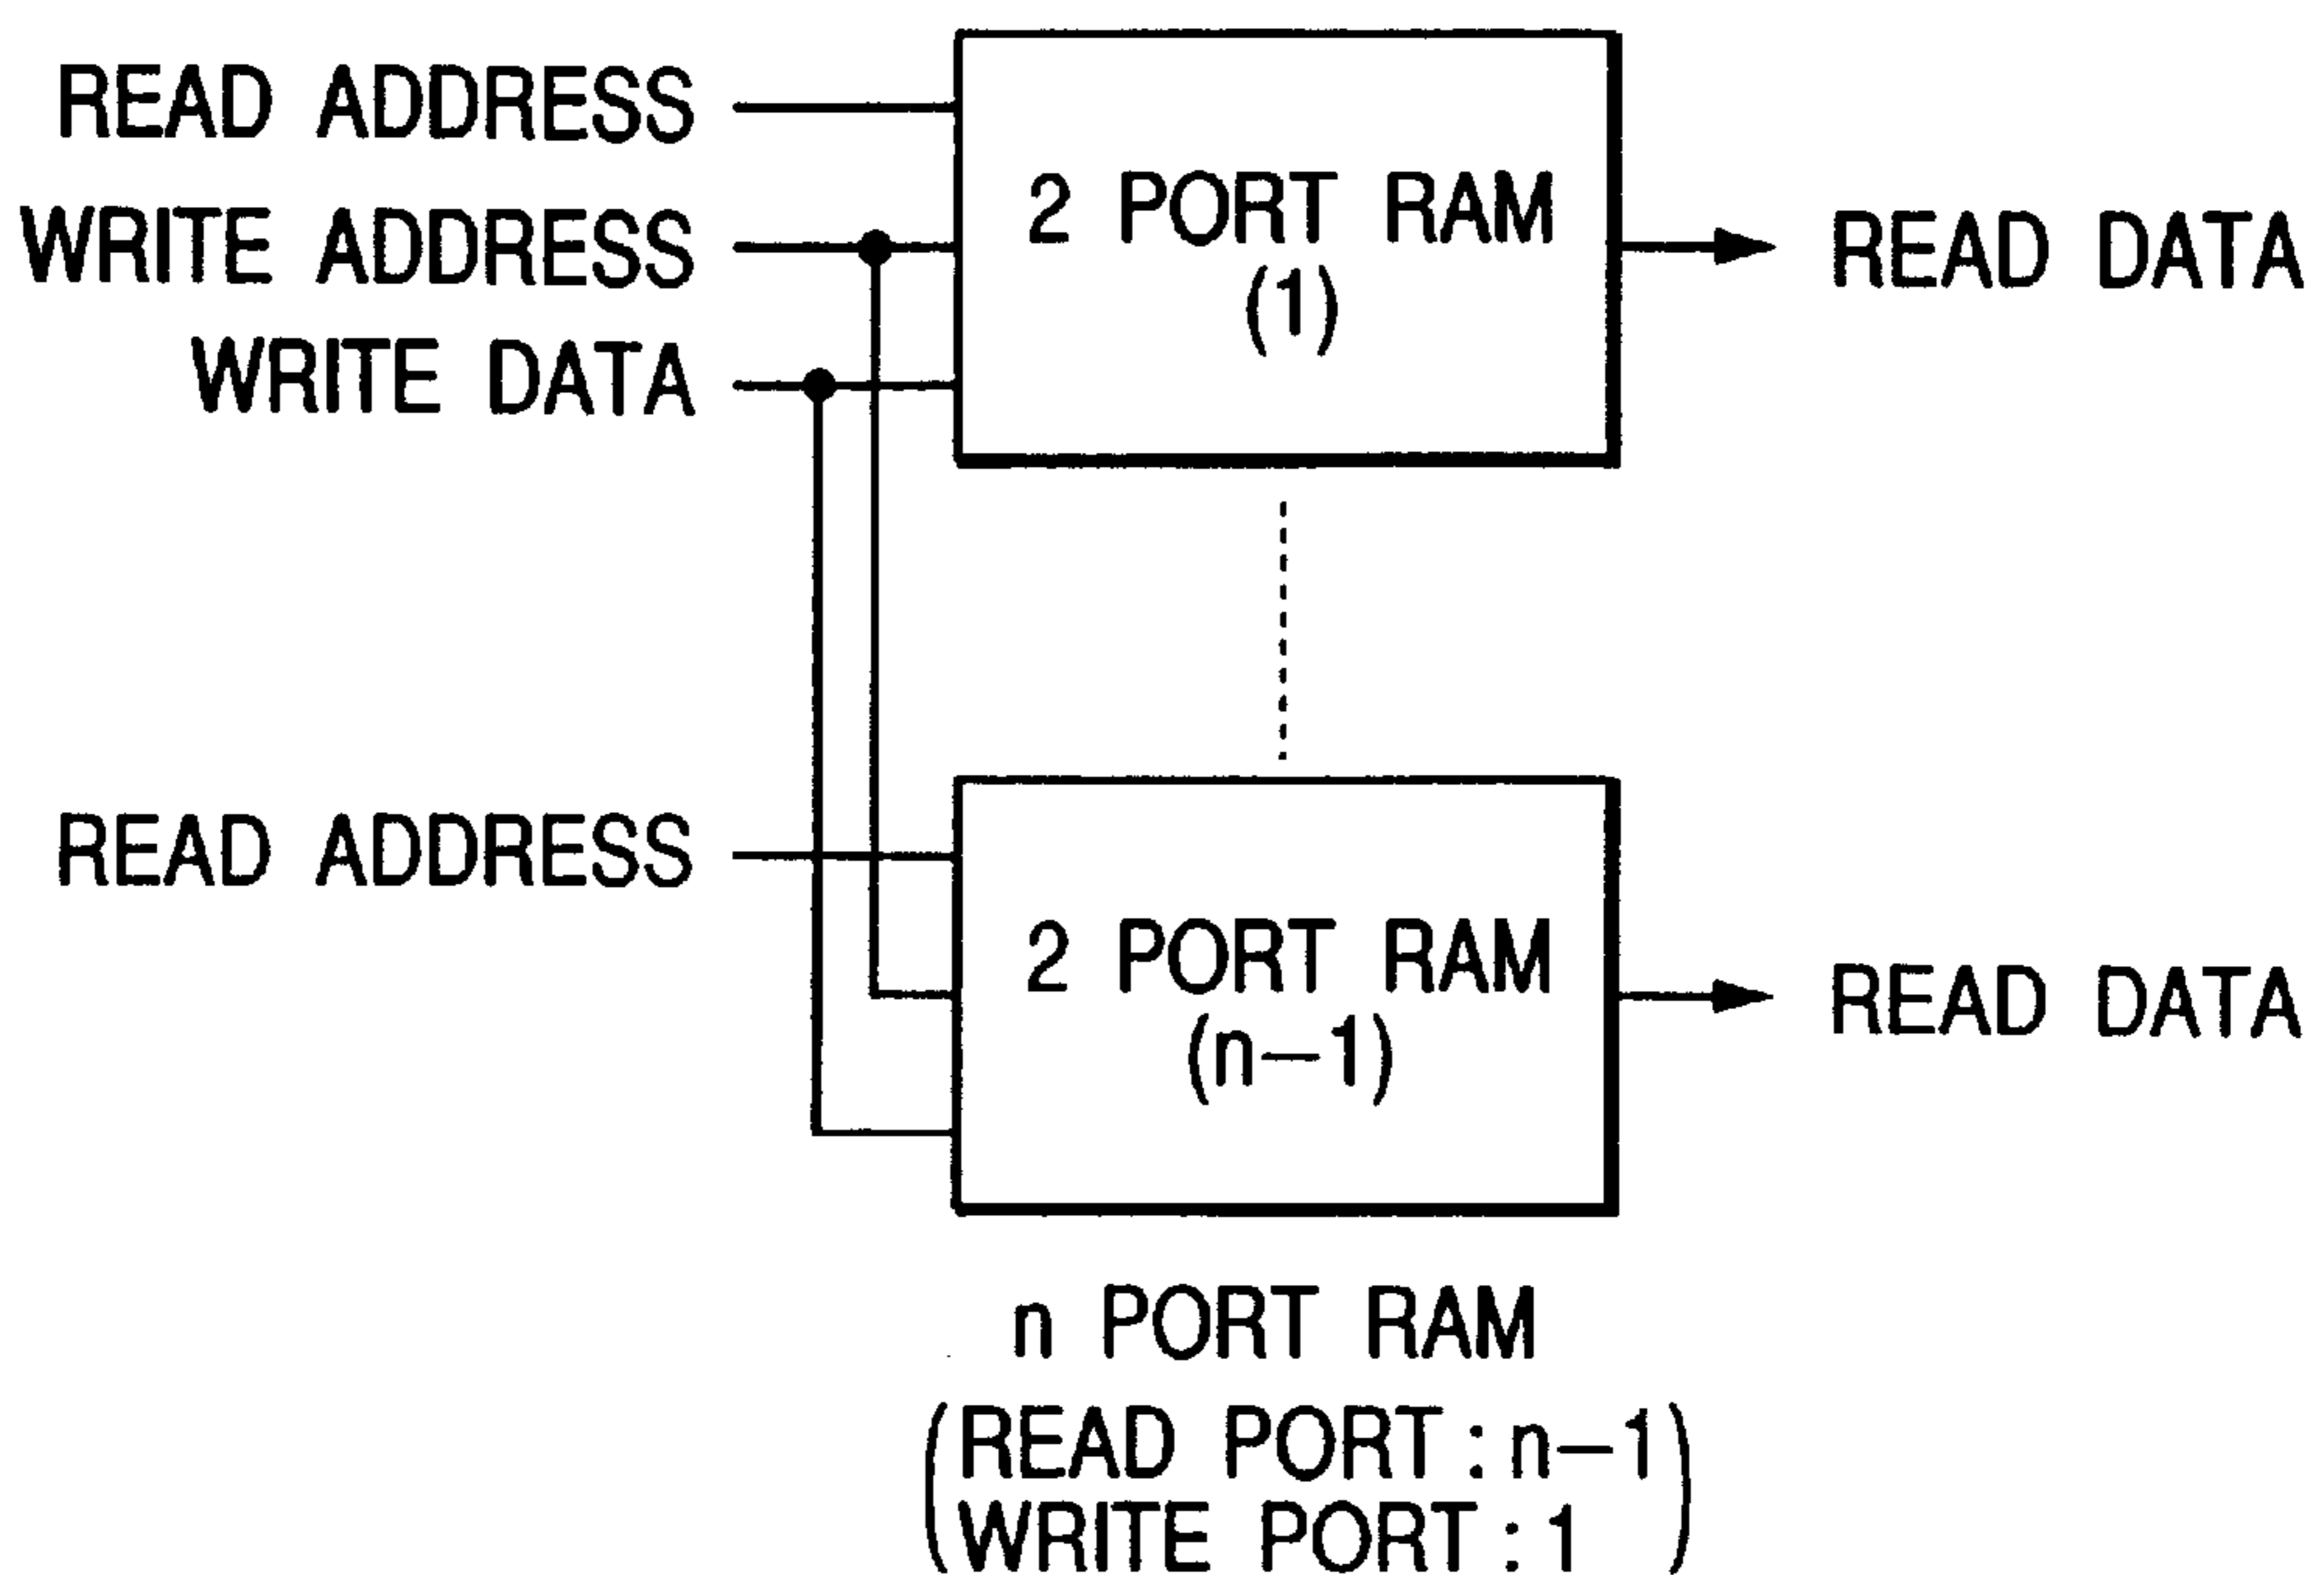 READ ADDRESS
WRITE ADDRESS
WRITE DATA
2 PORT RAM
(1)
READ DATA
READ ADDRESS
2 PORT RAM
(n−1)
READ DATA
n PORT RAM
(READ PORT:n−1
WRITE PORT:1)